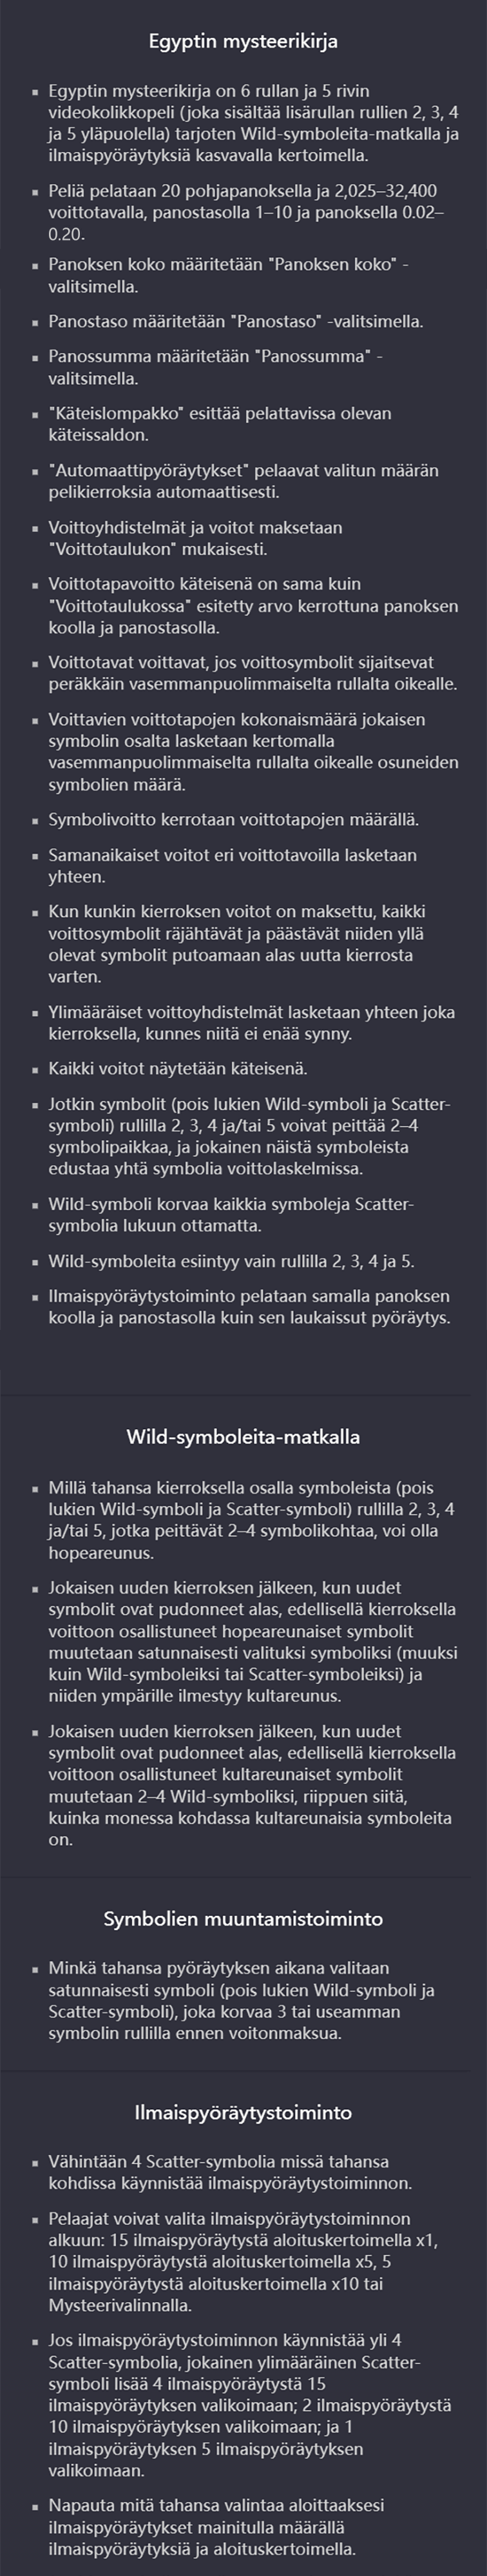 Egyptin mysteerikirja
▪ Egyptin mysteerikirja on 6 rullan ja 5 rivin
videokolikkopeli (joka sisältää lisärullan rullien 2, 3, 4
ja 5 yläpuolella) tarjoten Wild-symboleita-matkalla ja
ilmaispyöräytyksiä kasvavalla kertoimella.
▪ Peliä pelataan 20 pohjapanoksella ja 2,025–32,400
voittotavalla, panostasolla 1–10 ja panoksella 0.02–
0.20.
▪ Panoksen koko määritetään "Panoksen koko" -
valitsimella.
▪ Panostaso määritetään "Panostaso" -valitsimella.
▪ Panossumma määritetään "Panossumma" -
valitsimella.
▪ "Käteislompakko" esittää pelattavissa olevan
käteissaldon.
▪ "Automaattipyöräytykset" pelaavat valitun määrän
pelikierroksia automaattisesti.
▪ Voittoyhdistelmät ja voitot maksetaan
"Voittotaulukon" mukaisesti.
▪ Voittotapavoitto käteisenä on sama kuin
"Voittotaulukossa" esitetty arvo kerrottuna panoksen
koolla ja panostasolla.
▪ Voittotavat voittavat, jos voittosymbolit sijaitsevat
peräkkäin vasemmanpuolimmaiselta rullalta oikealle.
▪ Voittavien voittotapojen kokonaismäärä jokaisen
symbolin osalta lasketaan kertomalla
vasemmanpuolimmaiselta rullalta oikealle osuneiden
symbolien määrä.
▪ Symbolivoitto kerrotaan voittotapojen määrällä.
▪ Samanaikaiset voitot eri voittotavoilla lasketaan
yhteen.
▪ Kun kunkin kierroksen voitot on maksettu, kaikki
voittosymbolit räjähtävät ja päästävät niiden yllä
olevat symbolit putoamaan alas uutta kierrosta
varten.
▪ Ylimääräiset voittoyhdistelmät lasketaan yhteen joka
kierroksella, kunnes niitä ei enää synny.
▪ Kaikki voitot näytetään käteisenä.
▪ Jotkin symbolit (pois lukien Wild-symboli ja Scatter-
symboli) rullilla 2, 3, 4 ja/tai 5 voivat peittää 2–4
symbolipaikkaa, ja jokainen näistä symboleista
edustaa yhtä symbolia voittolaskelmissa.
▪ Wild-symboli korvaa kaikkia symboleja Scatter-
symbolia lukuun ottamatta.
▪ Wild-symboleita esiintyy vain rullilla 2, 3, 4 ja 5.
▪ Ilmaispyöräytystoiminto pelataan samalla panoksen
koolla ja panostasolla kuin sen laukaissut pyöräytys.
Wild-symboleita-matkalla
▪ Millä tahansa kierroksella osalla symboleista (pois
lukien Wild-symboli ja Scatter-symboli) rullilla 2, 3, 4
ja/tai 5, jotka peittävät 2–4 symbolikohtaa, voi olla
hopeareunus.
▪ Jokaisen uuden kierroksen jälkeen, kun uudet
symbolit ovat pudonneet alas, edellisellä kierroksella
voittoon osallistuneet hopeareunaiset symbolit
muutetaan satunnaisesti valituksi symboliksi (muuksi
kuin Wild-symboleiksi tai Scatter-symboleiksi) ja
niiden ympärille ilmestyy kultareunus.
▪ Jokaisen uuden kierroksen jälkeen, kun uudet
symbolit ovat pudonneet alas, edellisellä kierroksella
voittoon osallistuneet kultareunaiset symbolit
muutetaan 2–4 Wild-symboliksi, riippuen siitä,
kuinka monessa kohdassa kultareunaisia symboleita
on.
Symbolien muuntamistoiminto
▪ Minkä tahansa pyöräytyksen aikana valitaan
satunnaisesti symboli (pois lukien Wild-symboli ja
Scatter-symboli), joka korvaa 3 tai useamman
symbolin rullilla ennen voitonmaksua.
Ilmaispyöräytystoiminto
▪ Vähintään 4 Scatter-symbolia missä tahansa
kohdissa käynnistää ilmaispyöräytystoiminnon.
▪ Pelaajat voivat valita ilmaispyöräytystoiminnon
alkuun: 15 ilmaispyöräytystä aloituskertoimella x1,
10 ilmaispyöräytystä aloituskertoimella x5, 5
ilmaispyöräytystä aloituskertoimella x10 tai
Mysteerivalinnalla.
▪ Jos ilmaispyöräytystoiminnon käynnistää yli 4
Scatter-symbolia, jokainen ylimääräinen Scatter-
symboli lisää 4 ilmaispyöräytystä 15
ilmaispyöräytyksen valikoimaan; 2 ilmaispyöräytystä
10 ilmaispyöräytyksen valikoimaan; ja 1
ilmaispyöräytyksen 5 ilmaispyöräytyksen
valikoimaan.
▪ Napauta mitä tahansa valintaa aloittaaksesi
ilmaispyöräytykset mainitulla määrällä
ilmaispyöräytyksiä ja aloituskertoimella.